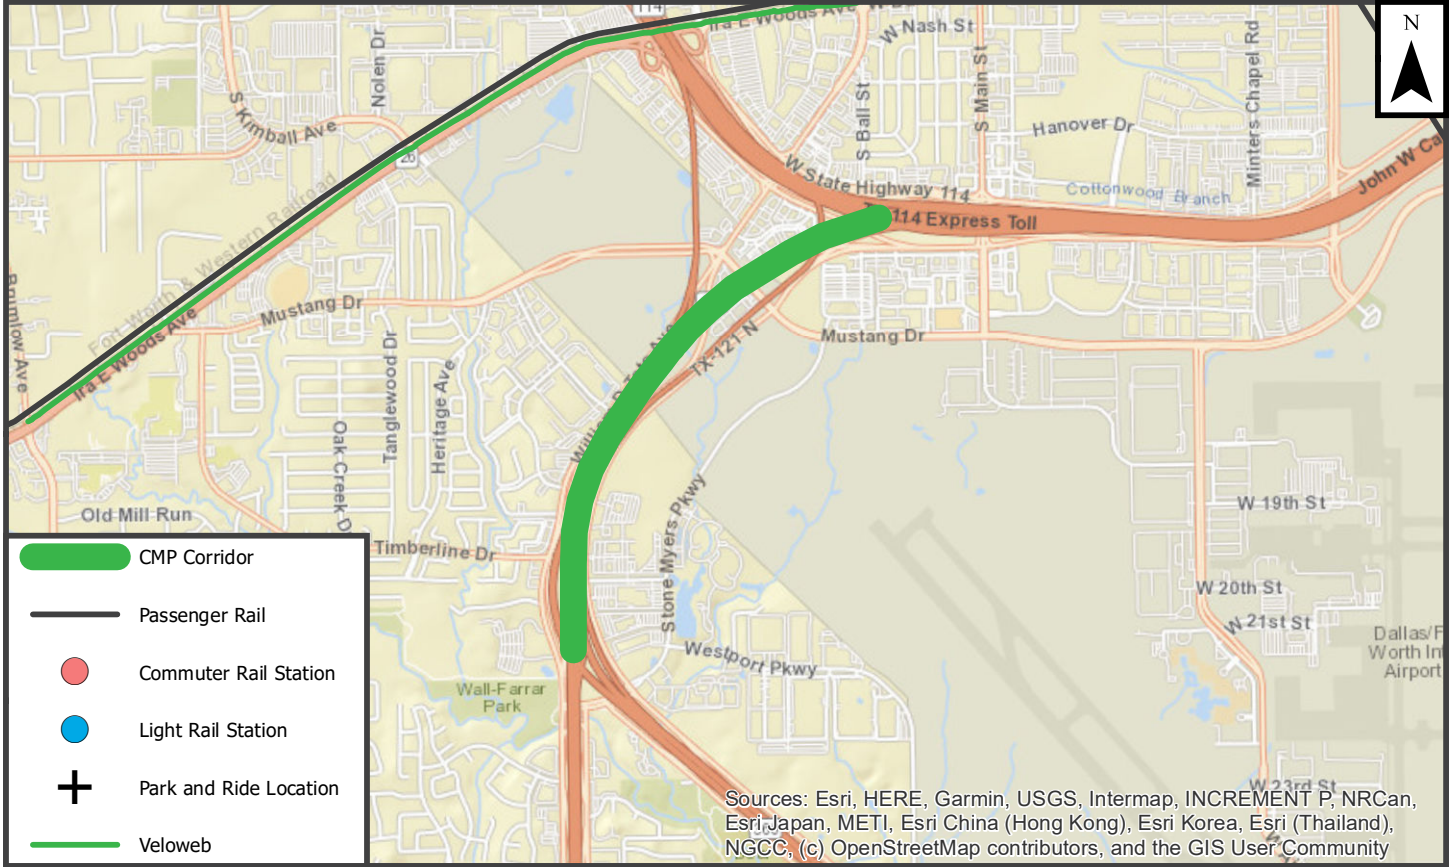 114
Ira E Woods Ave
W Nash St
N
Nolen Dr
S Kimball Ave
S Ball St
S Main St
Hanover Dr
Minters Chapel Rd
26
W State Highway 114
Cottonwood Branch
John W Ca
114 Express Toll
Fort Worth & Western Railroad
Mustang Dr
Ira E Woods Ave
Ave
Mustang Dr
TX-121 N
Tanglewood Dr
Heritage Ave
Oak Creek D
Old Mill Run
Timberline Dr
Stone Myers Pkwy
W 19th St
W 20th St
W 21st St
Westport Pkwy
Wall-Farrar
Park
Dallas/F
Worth Int
Airport
W 23rd St
CMP Corridor
Passenger Rail
Commuter Rail Station
Light Rail Station
Park and Ride Location
Veloweb
Sources: Esri, HERE, Garmin, USGS, Intermap, INCREMENT P, NRCan,
Esri Japan, METI, Esri China (Hong Kong), Esri Korea, Esri (Thailand),
NGCC, (c) OpenStreetMap contributors, and the GIS User Community